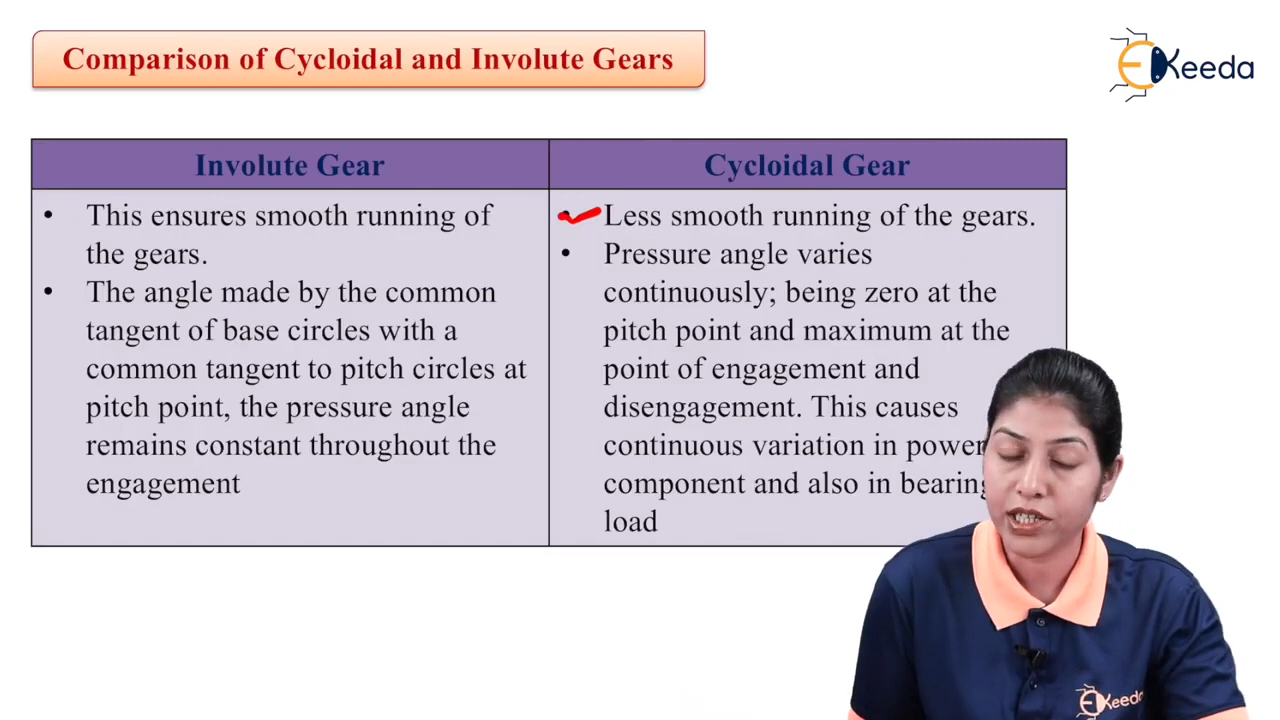 Comparison of Cycloidal and Involute Gears
EKeeda
Involute Gear
Cycloidal Gear
• This ensures smooth running of
the gears.
• The angle made by the common
tangent of base circles with a
common tangent to pitch circles at
pitch point, the pressure angle
remains constant throughout the
engagement
Less smooth running of the gears.
• Pressure angle varies
continuously; being zero at the
pitch point and maximum at the
point of engagement and
disengagement. This causes
continuous variation in power
component and also in bearing
load
EKeeda